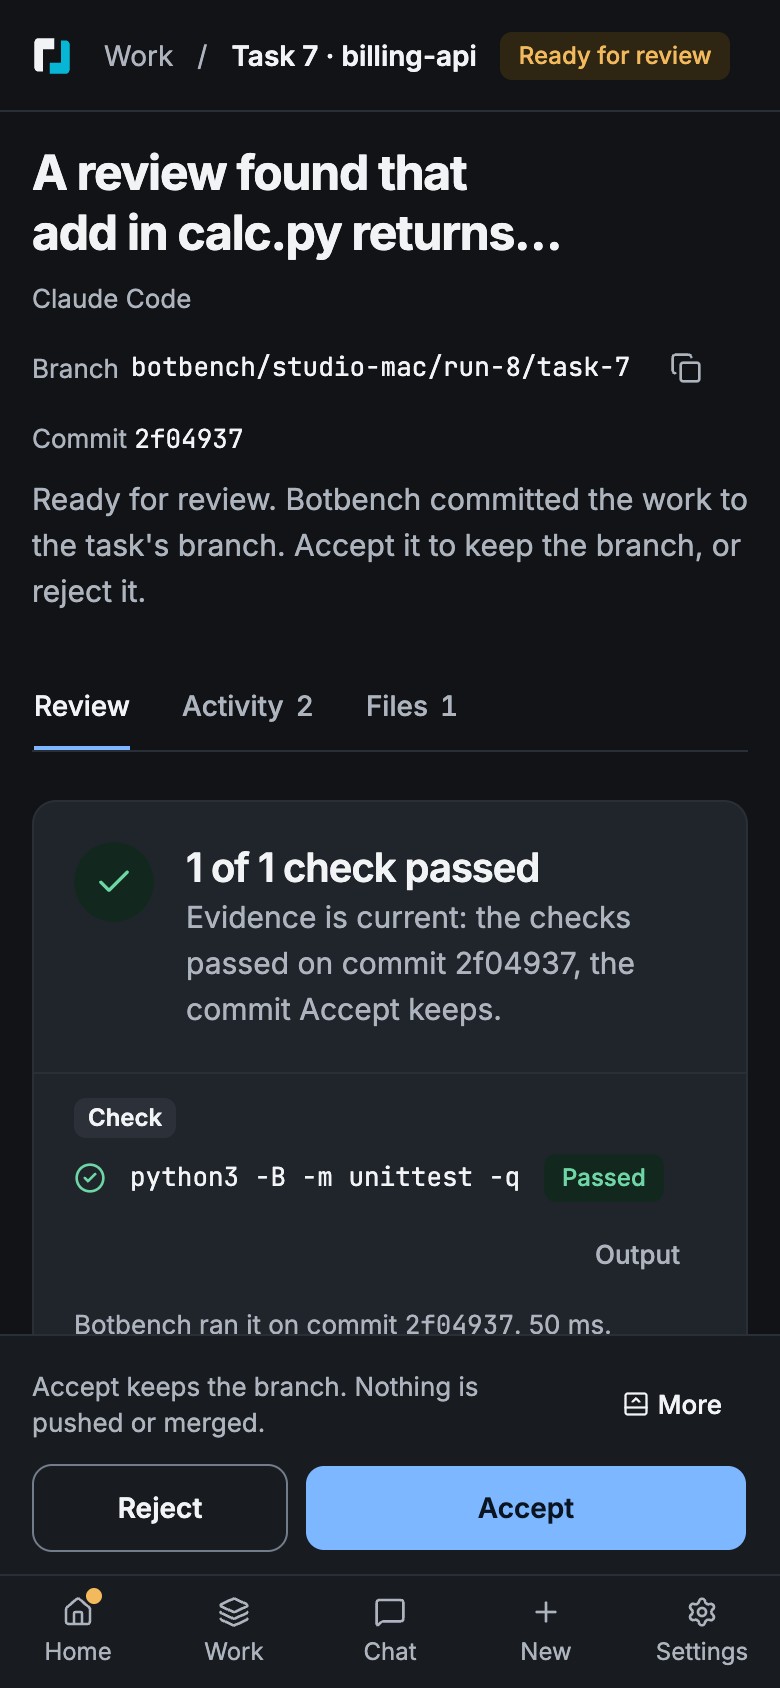 Work / Task 7 · billing-api Ready for review
A review found that
add in calc.py returns…
Claude Code
Branch botbench/studio-mac/run-8/task-7
Commit 2f04937
Ready for review. Botbench committed the work to
the task's branch. Accept it to keep the branch, or
reject it.
Review Activity 2 Files 1
1 of 1 check passed
Evidence is current: the checks
passed on commit 2f04937, the
commit Accept keeps.
Check
python3 -B -m unittest -q Passed
Output
Botbench ran it on commit 2f04937. 50 ms.
Accept keeps the branch. Nothing is
pushed or merged.
More
Reject Accept
Home Work Chat New Settings